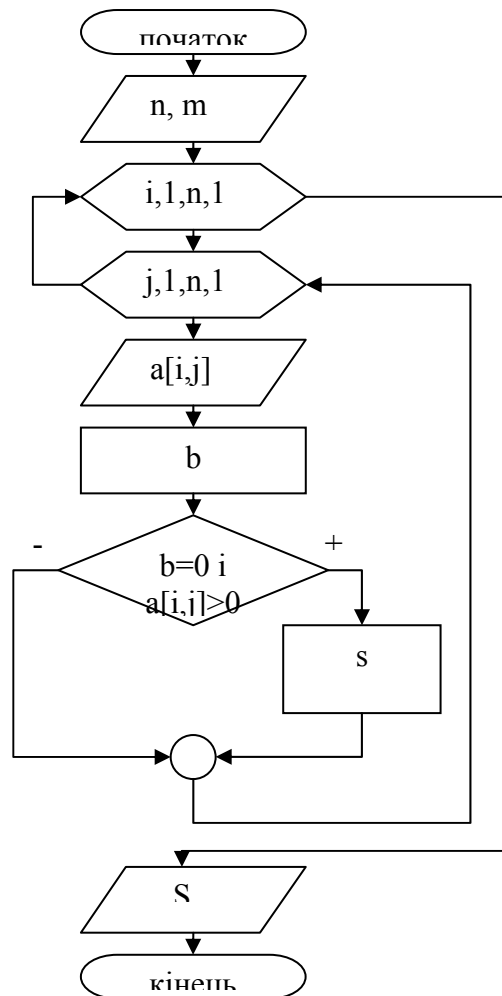 початок
n, m
i,1,n,1
j,1,n,1
a[i,j]
b
- +
b=0 і
a[i,j]>0
s
S
кінець